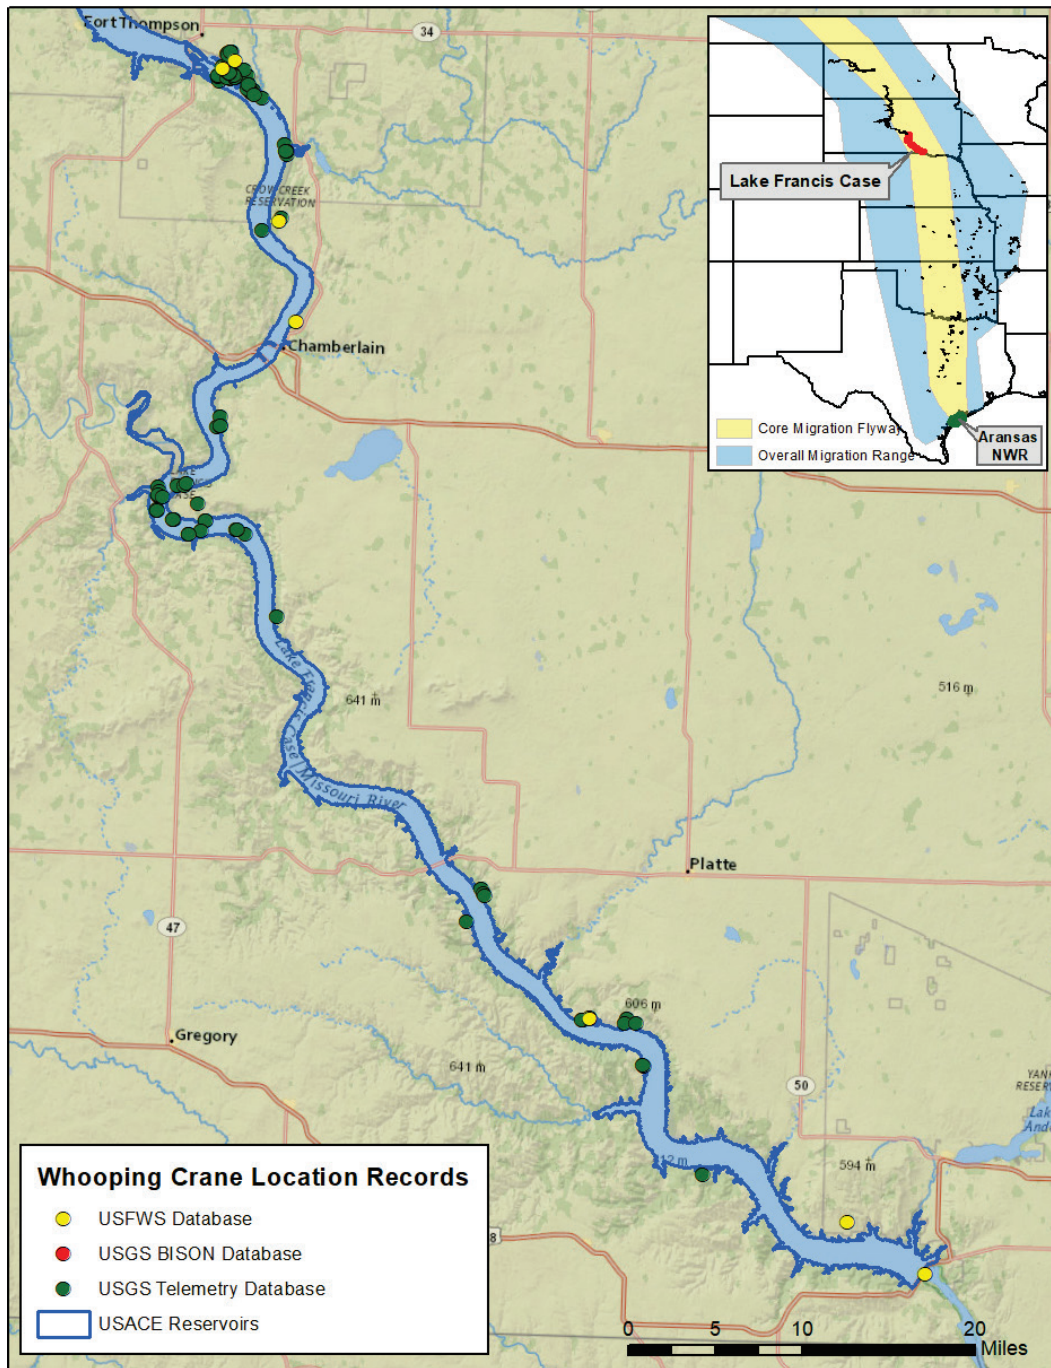 Fort Thompson
34
CROW CREEK
RESERVATION
Chamberlain
LAKE
Lake Francis Case/Missouri River
641 m
516 m
Platte
47
606 m
Gregory
641 m
50
594 m
Lake Francis Case
Core Migration Flyway
Overall Migration Range
Aransas
NWR
Whooping Crane Location Records
USFWS Database
USGS BISON Database
USGS Telemetry Database
USACE Reservoirs
0 5 10 20
Miles